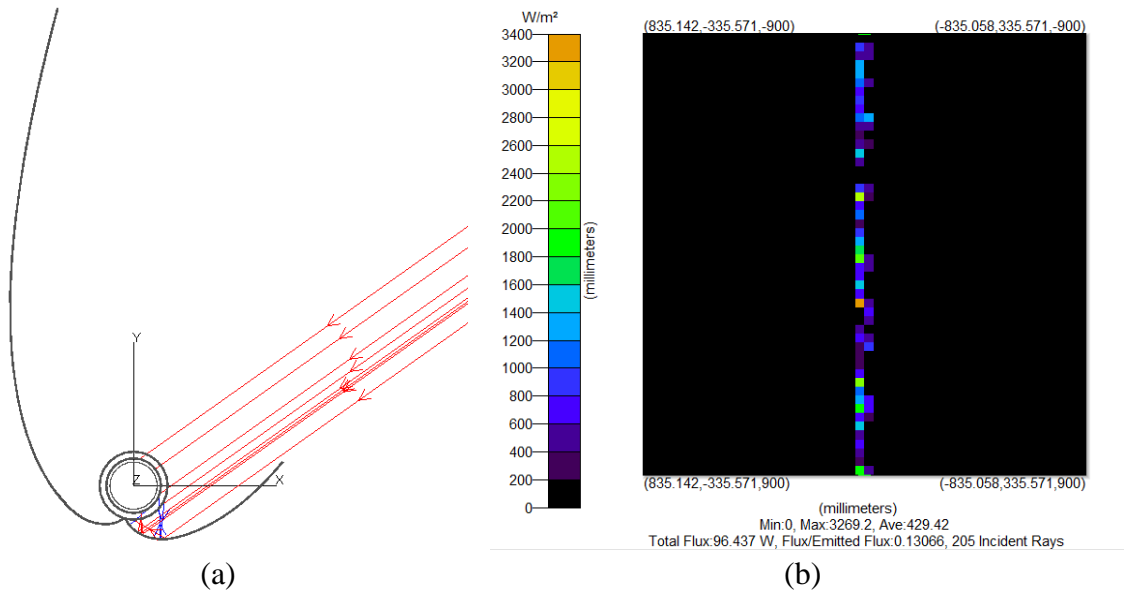 Y
Z
X
(a)
W/m²
3400
3200
3000
2800
2600
2400
2200
2000
1800
1600
1400
1200
1000
800
600
400
200
0
(millimeters)
(835.142,-335.571,-900) (-835.058,335.571,-900)
(835.142,-335.571,900) (-835.058,335.571,900)
(millimeters)
Min:0, Max:3269.2, Ave:429.42
Total Flux:96.437 W, Flux/Emitted Flux:0.13066, 205 Incident Rays
(b)